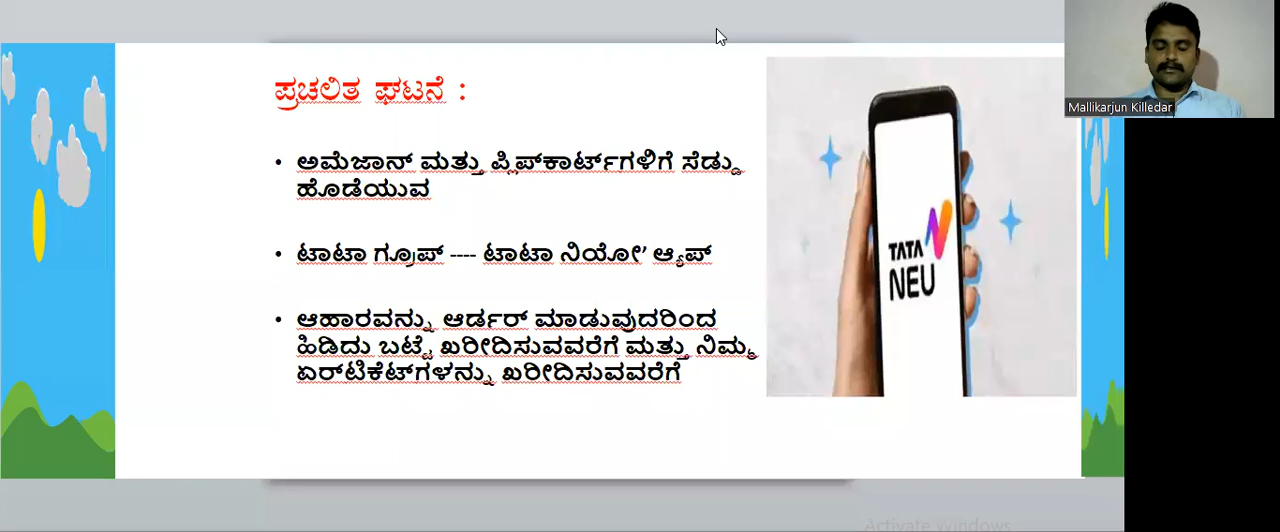 ಪ್ರಚಲಿತ ಘಟನೆ :
Mallikarjun Killedar
• ಅಮೆಜಾನ್ ಮತ್ತು ಪ್ಲಿಪ್‌ಕಾರ್ಟ್‌ಗಳಿಗೆ ಸೆಡ್ಡು
ಹೊಡೆಯುವ
• ಟಾಟಾ ಗ್ರೂಪ್ ---- ಟಾಟಾ ನಿಯೋ’ ಆ್ಯಪ್
• ಆಹಾರವನ್ನು ಆರ್ಡರ್ ಮಾಡುವುದರಿಂದ
ಹಿಡಿದು ಬಟ್ಟೆ ಖರೀದಿಸುವವರೆಗೆ ಮತ್ತು ನಿಮ್ಮ
ಏರ್‌ಟಿಕೆಟ್‌ಗಳನ್ನು ಖರೀದಿಸುವವರೆಗೆ
TATA
NEU
Activate Windows